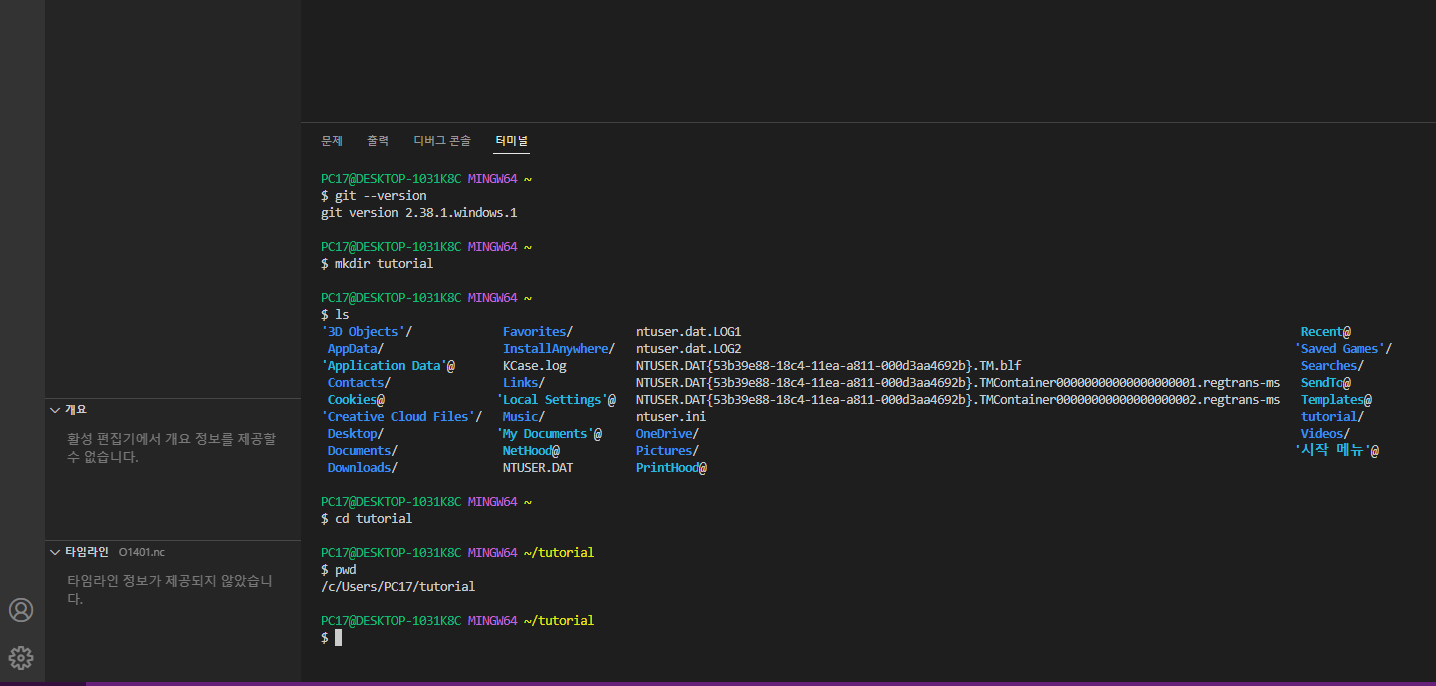 문제 출력 디버그 콘솔 터미널
PC17@DESKTOP-1031K8C MINGW64 ~
$ git --version
git version 2.38.1.windows.1
PC17@DESKTOP-1031K8C MINGW64 ~
$ mkdir tutorial
PC17@DESKTOP-1031K8C MINGW64 ~
$ ls
'3D Objects'/ Favorites/ ntuser.dat.LOG1 Recent@
AppData/ InstallAnywhere/ ntuser.dat.LOG2 'Saved Games'/
'Application Data'@ KCase.log NTUSER.DAT{53b39e88-18c4-11ea-a811-000d3aa4692b}.TM.blf Searches/
Contacts/ Links/ NTUSER.DAT{53b39e88-18c4-11ea-a811-000d3aa4692b}.TMContainer00000000000000000001.regtrans-ms SendTo@
Cookies@ 'Local Settings'@ NTUSER.DAT{53b39e88-18c4-11ea-a811-000d3aa4692b}.TMContainer00000000000000000002.regtrans-ms Templates@
'Creative Cloud Files'/ Music/ ntuser.ini tutorial/
Desktop/ 'My Documents'@ OneDrive/ Videos/
Documents/ NetHood@ Pictures/ '시작 메뉴'@
Downloads/ NTUSER.DAT PrintHood@
PC17@DESKTOP-1031K8C MINGW64 ~
$ cd tutorial
PC17@DESKTOP-1031K8C MINGW64 ~/tutorial
$ pwd
/c/Users/PC17/tutorial
PC17@DESKTOP-1031K8C MINGW64 ~/tutorial
$
개요
활성 편집기에서 개요 정보를 제공할
수 없습니다.
타임라인 O1401.nc
타임라인 정보가 제공되지 않았습니
다.